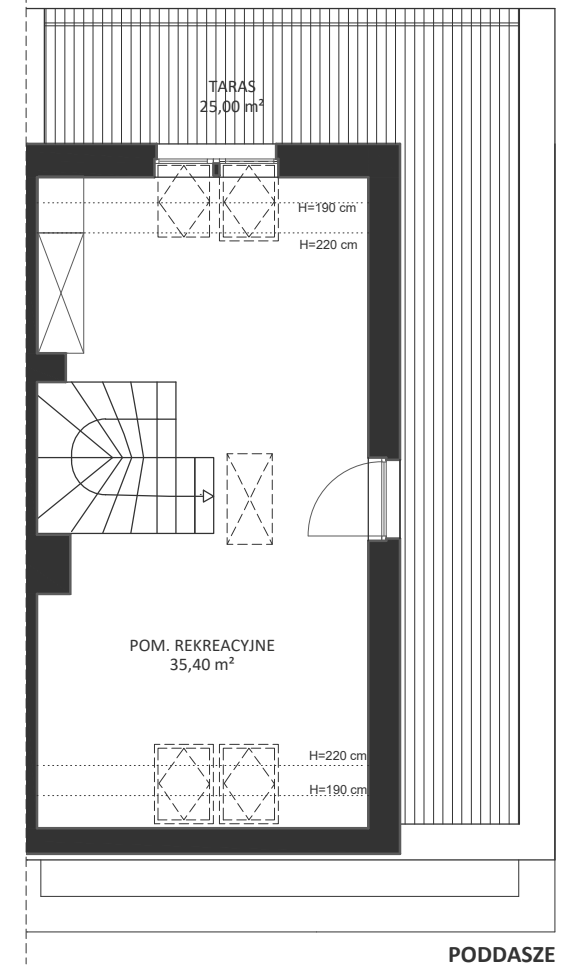 TARAS
25,00 m²
H=190 cm
H=220 cm
POM. REKREACYJNE
35,40 m²
H=220 cm
H=190 cm
PODDASZE